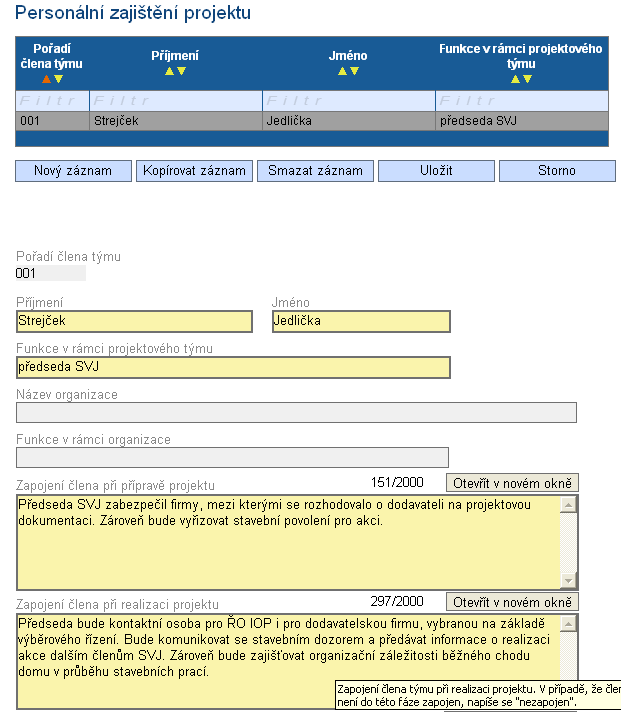 Personální zajištění projektu
Pořadí člena týmu
Příjmení
Jméno
Funkce v rámci projektového týmu
Filtr Filtr Filtr Filtr
001 Strejček Jedlička předseda SVJ
Nový záznam Kopírovat záznam Smazat záznam Uložit Storno
Pořadí člena týmu
001
Příjmení Jméno
Strejček Jedlička
Funkce v rámci projektového týmu
předseda SVJ
Název organizace
Funkce v rámci organizace
Zapojení člena při přípravě projektu 151/2000 Otevřít v novém okně
Předseda SVJ zabezpečil firmy, mezi kterými se rozhodovalo o dodavateli na projektovou
dokumentaci. Zároveň bude vyřizovat stavební povolení pro akci.
Zapojení člena při realizaci projektu 297/2000 Otevřít v novém okně
Předseda bude kontaktní osoba pro ŘO IOP i pro dodavatelskou firmu, vybranou na základě
výběrového řízení. Bude komunikovat se stavebním dozorem a předávat informace o realizaci
akce dalším členům SVJ. Zároveň bude zajišťovat organizační záležitosti běžného chodu
domu v průběhu stavebních prací.
Zapojení člena týmu při realizaci projektu. V případě, že čle
není do této fáze zapojen, napíše se "nezapojen".